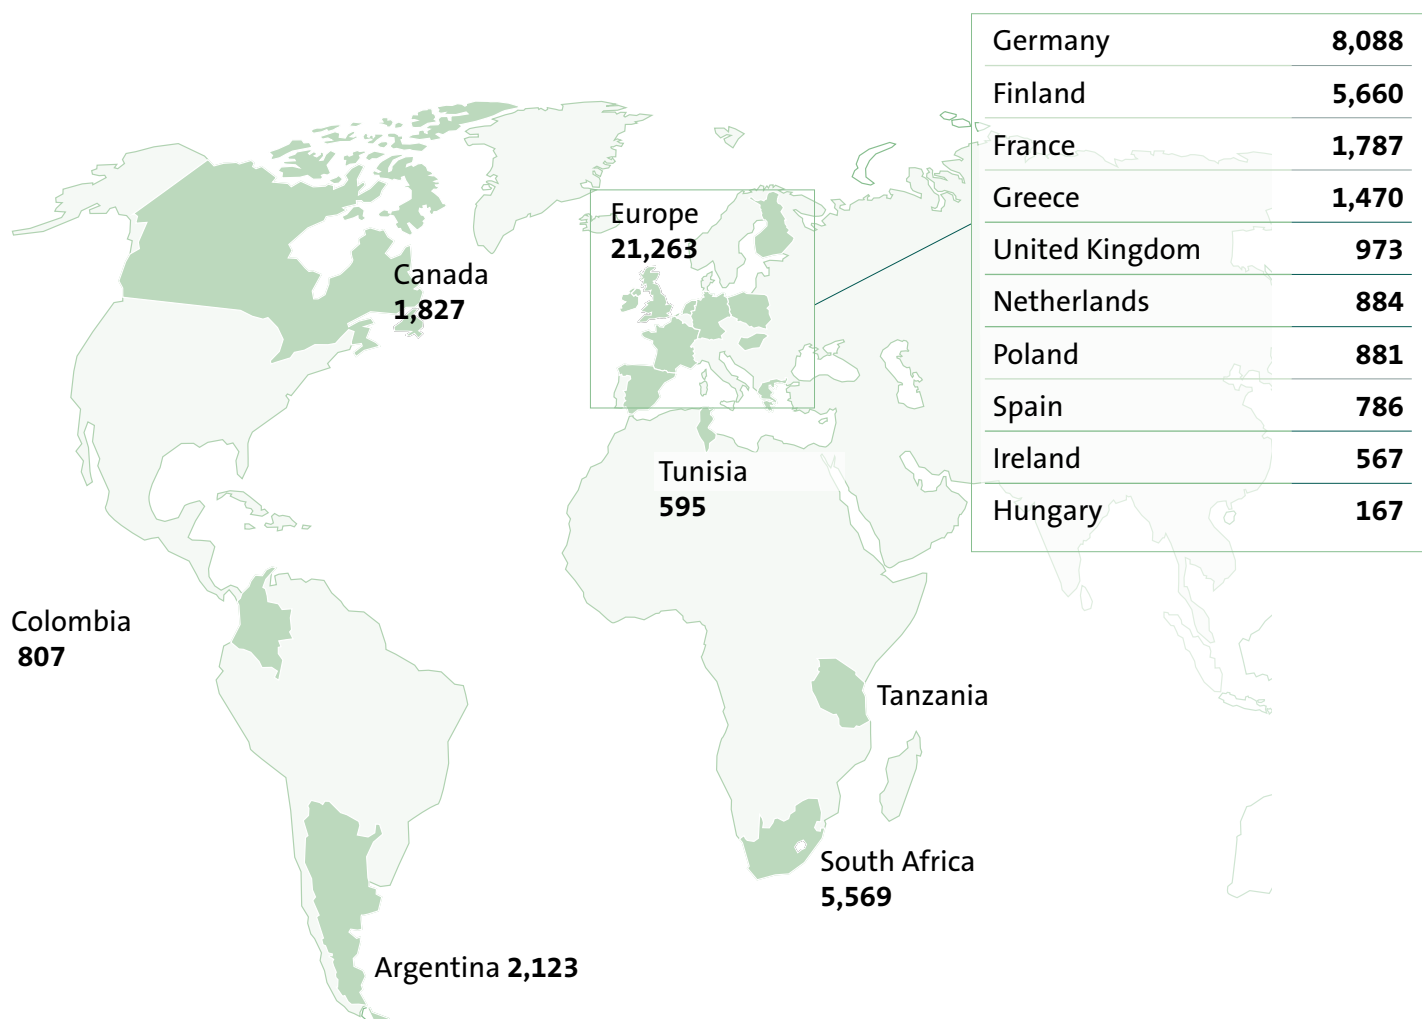 Germany 8,088
Finland 5,660
France 1,787
Greece 1,470
United Kingdom 973
Netherlands 884
Poland 881
Spain 786
Ireland 567
Hungary 167
Europe
21,263
Canada
1,827
Tunisia
595
Colombia
807
Tanzania
South Africa
5,569
Argentina 2,123